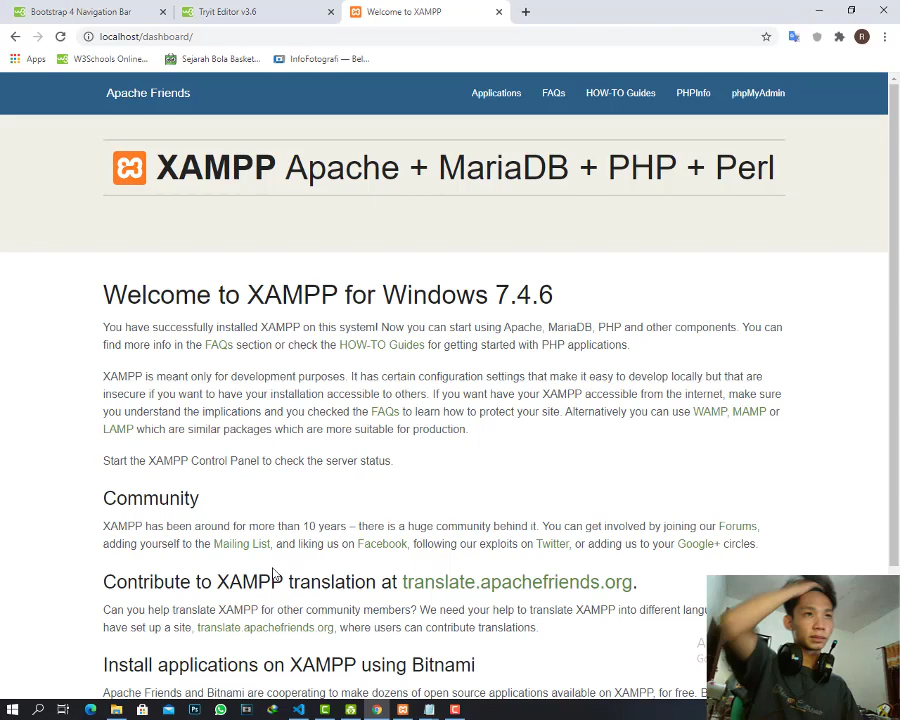 Bootstrap 4 Navigation Bar
Tryit Editor v3.6
Welcome to XAMPP
localhost/dashboard/
R
Apps
W3Schools Online...
Sejarah Bola Basket...
InfoFotografi — Bel...
Apache Friends
Applications
FAQs
HOW-TO Guides
PHPInfo
phpMyAdmin
XAMPP Apache + MariaDB + PHP + Perl
Welcome to XAMPP for Windows 7.4.6
You have successfully installed XAMPP on this system! Now you can start using Apache, MariaDB, PHP and other components. You can
find more info in the FAQs section or check the HOW-TO Guides for getting started with PHP applications.
XAMPP is meant only for development purposes. It has certain configuration settings that make it easy to develop locally but that are
insecure if you want to have your installation accessible to others. If you want have your XAMPP accessible from the internet, make sure
you understand the implications and you checked the FAQs to learn how to protect your site. Alternatively you can use WAMP, MAMP or
LAMP which are similar packages which are more suitable for production.
Start the XAMPP Control Panel to check the server status.
Community
XAMPP has been around for more than 10 years – there is a huge community behind it. You can get involved by joining our Forums,
adding yourself to the Mailing List, and liking us on Facebook, following our exploits on Twitter, or adding us to your Google+ circles.
Contribute to XAMPP translation at translate.apachefriends.org.
Can you help translate XAMPP for other community members? We need your help to translate XAMPP into different
have set up a site, translate.apachefriends.org, where users can contribute translations.
Install applications on XAMPP using Bitnami
Apache Friends and Bitnami are cooperating to make dozens of open source applications available on XAMPP, for free.